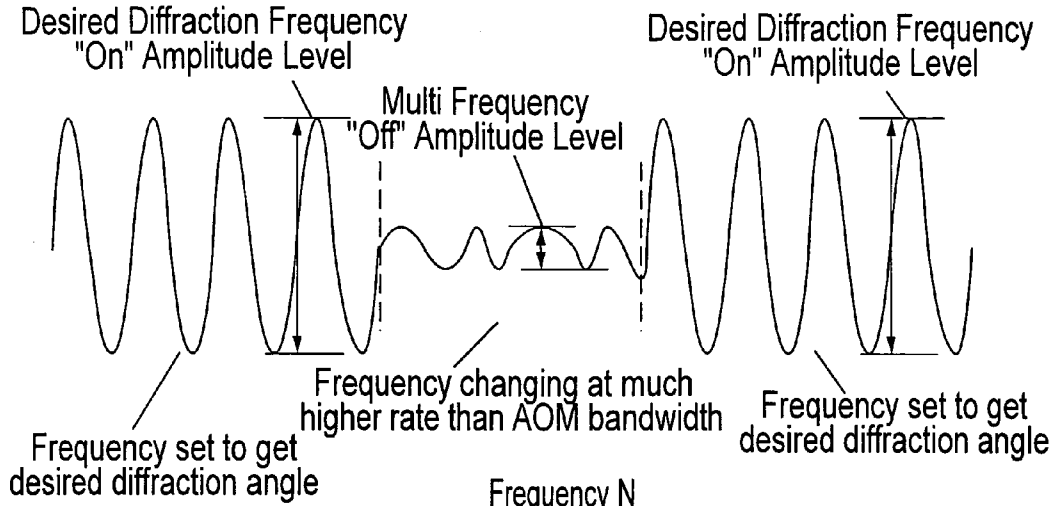 Desired Diffraction Frequency
"On" Amplitude Level
Multi Frequency
"Off" Amplitude Level
Desired Diffraction Frequency
"On" Amplitude Level
Frequency set to get
desired diffraction angle
Frequency changing at much
higher rate than AOM bandwidth
Frequency set to get
desired diffraction angle
Frequency N